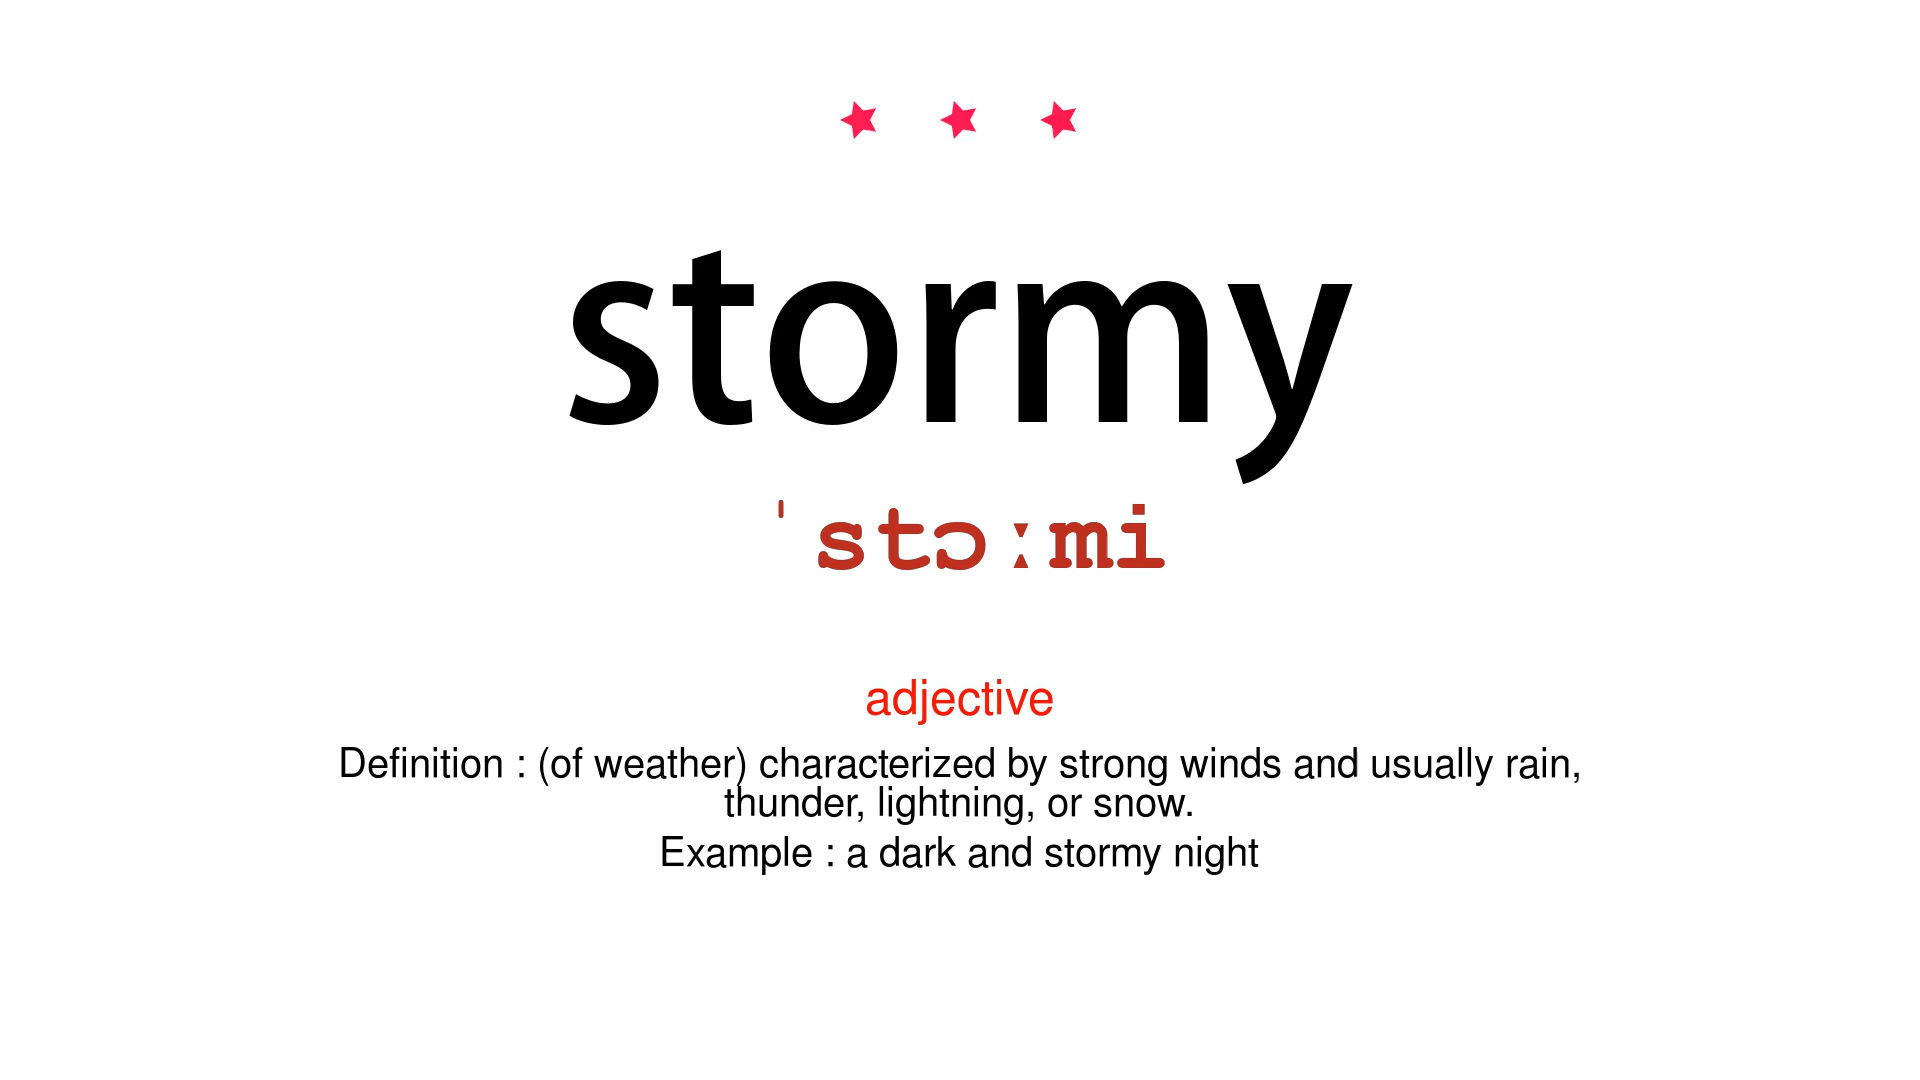 stormy
ˈstɔːmi
adjective
Definition : (of weather) characterized by strong winds and usually rain,
thunder, lightning, or snow.
Example : a dark and stormy night